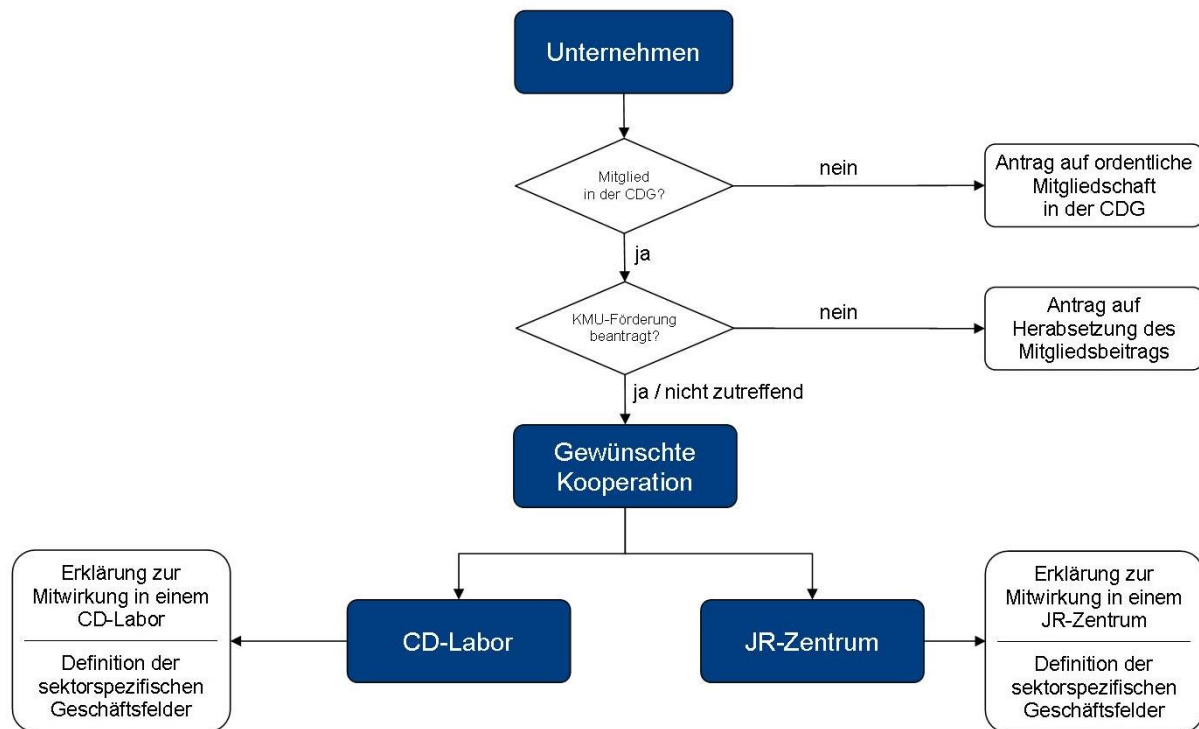 Unternehmen
Mitglied
in der CDG?
nein
Antrag auf ordentliche
Mitgliedschaft
in der CDG
ja
KMU-Förderung
beantragt?
nein
Antrag auf
Herabsetzung des
Mitgliedsbeitrags
ja / nicht zutreffend
Gewünschte
Kooperation
Erklärung zur
Mitwirkung in einem
CD-Labor
Definition der
sektorspezifischen
Geschäftsfelder
CD-Labor
JR-Zentrum
Erklärung zur
Mitwirkung in einem
JR-Zentrum
Definition der
sektorspezifischen
Geschäftsfelder